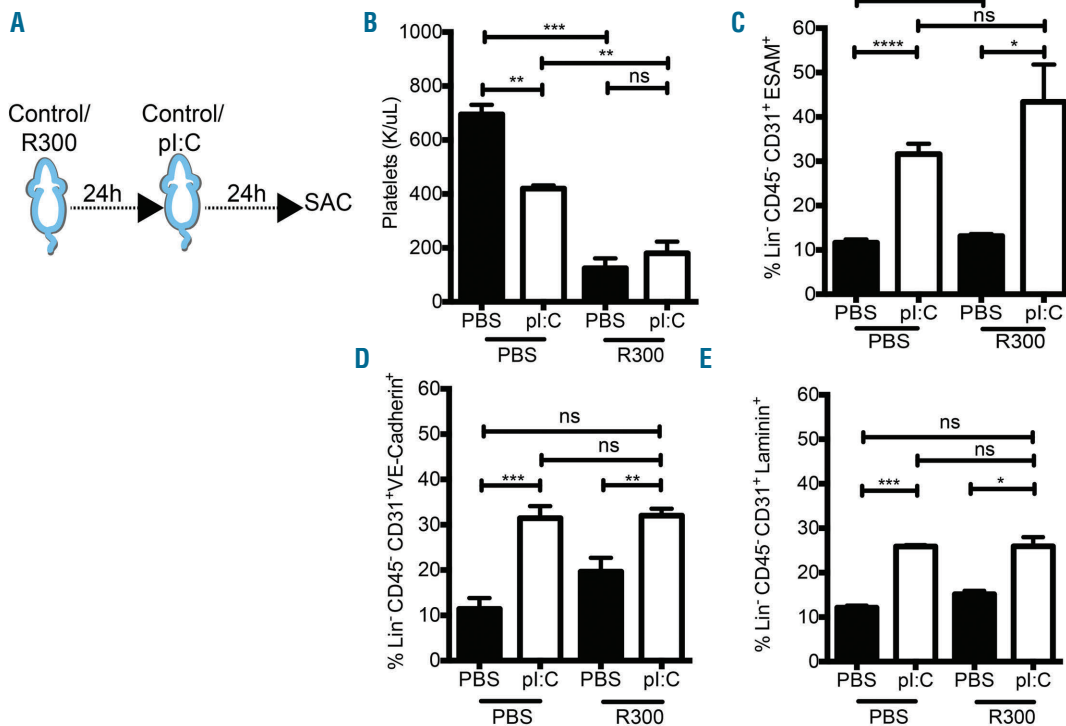 A
Control/
R300
24h
Control/
pI:C
24h
SAC
B
Platelets (K/uL)
1000
800
600
400
200
0
***
**
**
ns
PBS
pI:C
PBS
pI:C
PBS
R300
C
% Lin⁻ CD45⁻ CD31⁺ ESAM⁺
60
50
40
30
20
10
0
ns
****
*
PBS
pI:C
PBS
pI:C
PBS
R300
D
% Lin⁻ CD45⁻ CD31⁺VE-Cadherin⁺
60
50
40
30
20
10
0
ns
ns
***
**
PBS
pI:C
PBS
pI:C
PBS
R300
E
% Lin⁻ CD45⁻ CD31⁺ Laminin⁺
60
50
40
30
20
10
0
ns
ns
***
*
PBS
pI:C
PBS
pI:C
PBS
R300